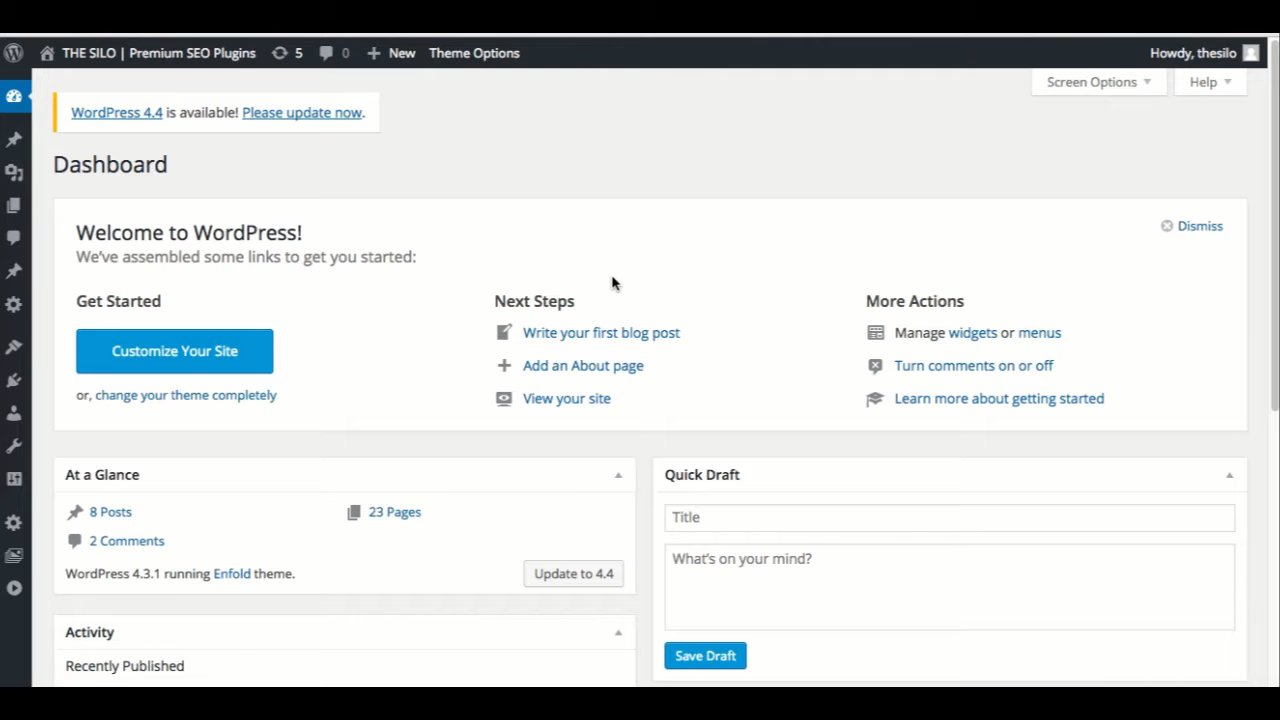 THE SILO | Premium SEO Plugins 5 0 New Theme Options Howdy, thesilo
Screen Options Help
WordPress 4.4 is available! Please update now.
Dashboard
Welcome to WordPress!
Dismiss
We've assembled some links to get you started:
Get Started
Customize Your Site
or, change your theme completely
Next Steps
Write your first blog post
Add an About page
View your site
More Actions
Manage widgets or menus
Turn comments on or off
Learn more about getting started
At a Glance
8 Posts 23 Pages
2 Comments
WordPress 4.3.1 running Enfold theme. Update to 4.4
Activity
Recently Published
Quick Draft
Title
What's on your mind?
Save Draft